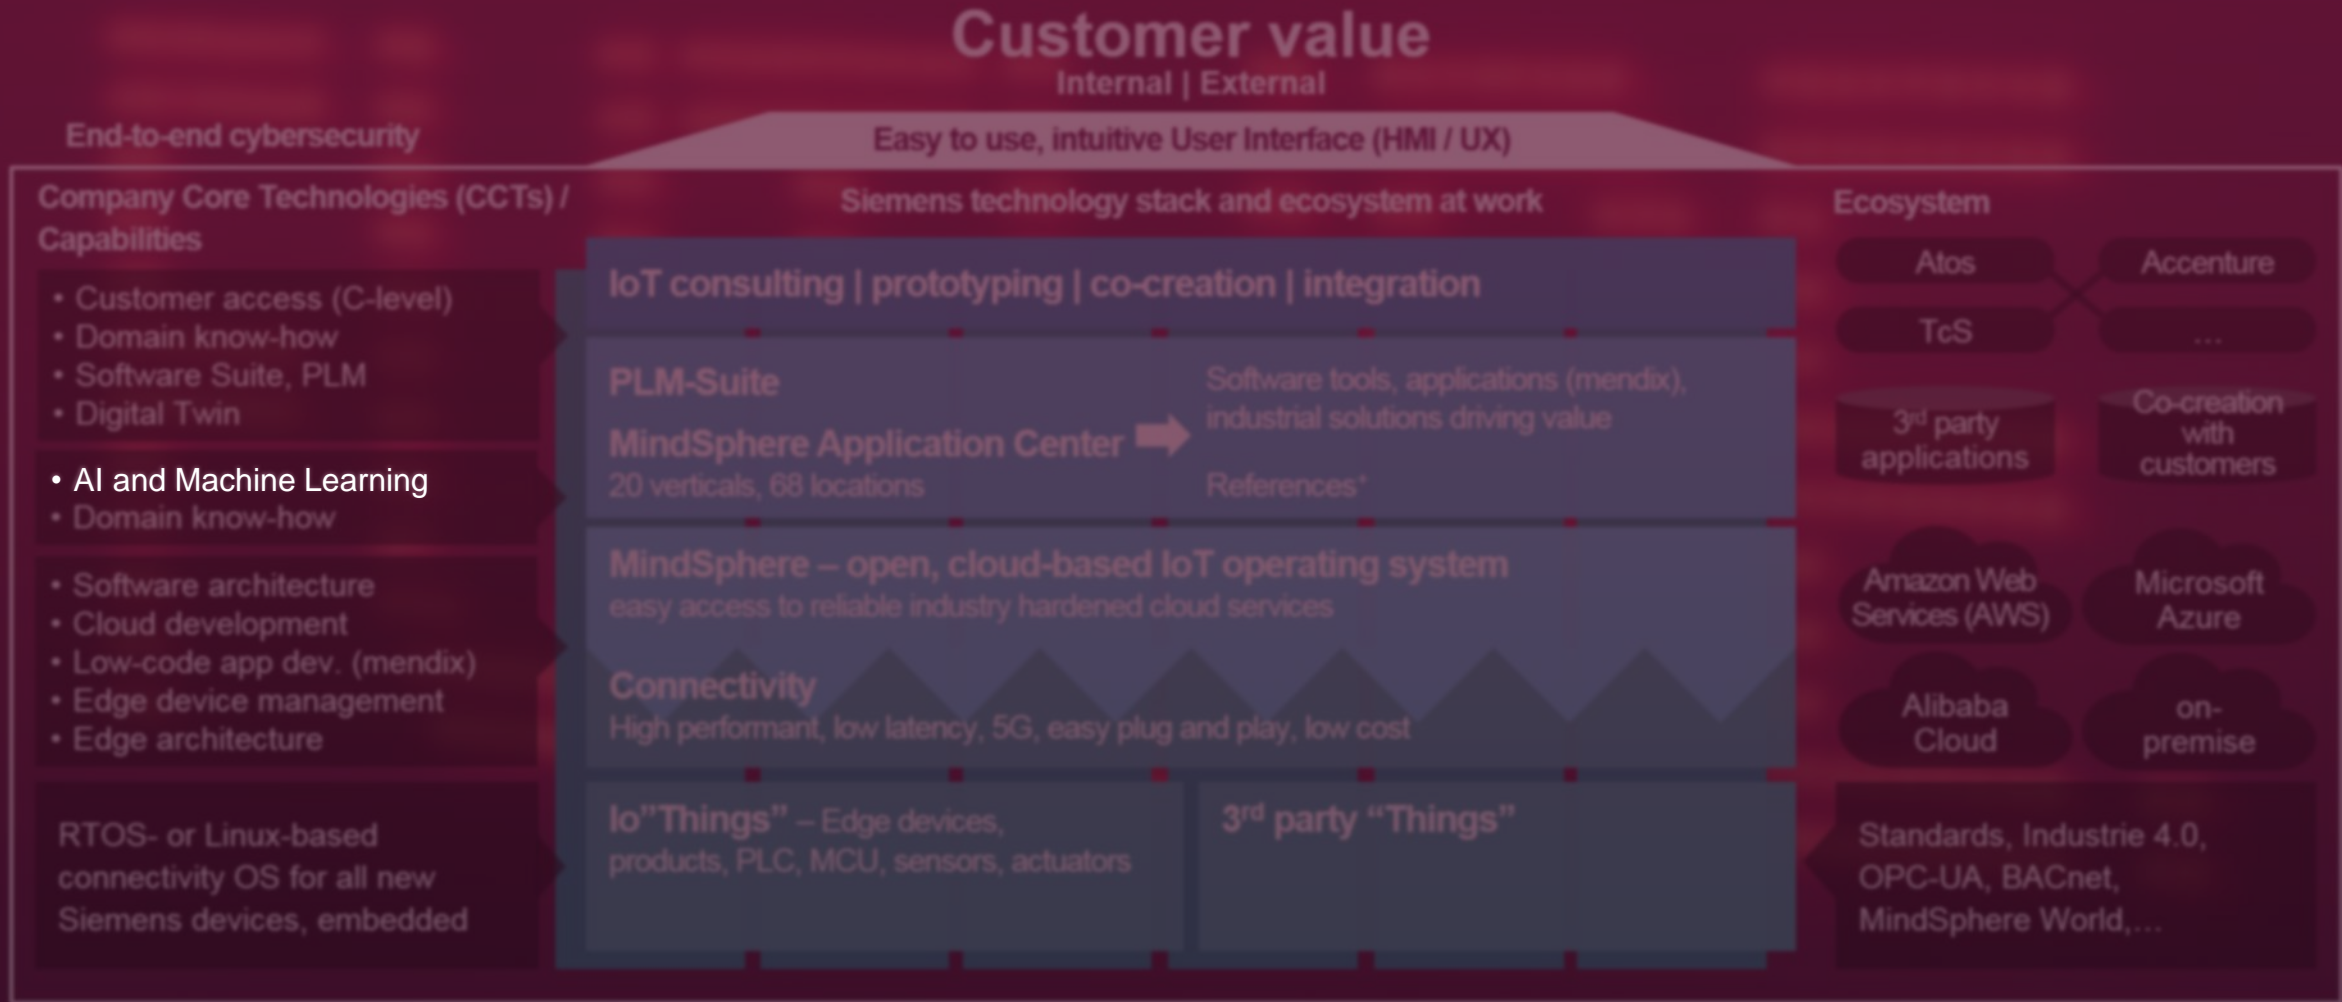 Customer value
Internal | External
End-to-end cybersecurity
Easy to use, intuitive User Interface (HMI / UX)
Company Core Technologies (CCTs) /
Capabilities
• Customer access (C-level)
• Domain know-how
• Software Suite, PLM
• Digital Twin
• AI and Machine Learning
• Domain know-how
• Software architecture
• Cloud development
• Low-code app dev. (mendix)
• Edge device management
• Edge architecture
RTOS- or Linux-based
connectivity OS for all new
Siemens devices, embedded
Siemens technology stack and ecosystem at work
IoT consulting | prototyping | co-creation | integration
PLM-Suite
MindSphere Application Center
20 verticals, 68 locations
Software tools, applications (mendix),
industrial solutions driving value
References*
MindSphere – open, cloud-based IoT operating system
easy access to reliable industry hardened cloud services
Connectivity
High performant, low latency, 5G, easy plug and play, low cost
Io”Things” – Edge devices,
products, PLC, MCU, sensors, actuators
3rd party “Things”
Ecosystem
Atos
Accenture
TcS
…
3rd party
applications
Co-creation
with
customers
Amazon Web
Services (AWS)
Microsoft
Azure
Alibaba
Cloud
on-
premise
Standards, Industrie 4.0,
OPC-UA, BACnet,
MindSphere World,…